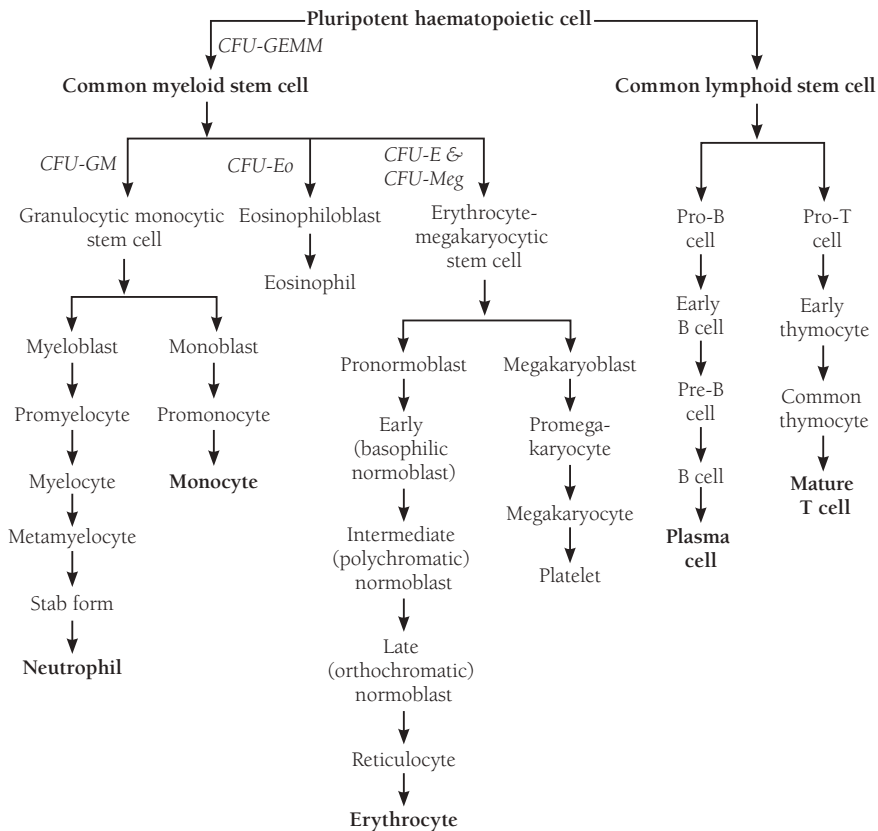 Pluripotent haematopoietic cell
CFU-GEMM
Common myeloid stem cell
Common lymphoid stem cell
CFU-GM
CFU-Eo
CFU-E &
CFU-Meg
Granulocytic monocytic
stem cell
Eosinophiloblast
Eosinophil
Erythrocyte-
megakaryocytic
stem cell
Myeloblast
Promyelocyte
Myelocyte
Metamyelocyte
Stab form
Neutrophil
Monoblast
Promonocyte
Monocyte
Pronormoblast
Early
(basophilic
normoblast)
Intermediate
(polychromatic)
normoblast
Late
(orthochromatic)
normoblast
Reticulocyte
Erythrocyte
Megakaryoblast
Promega-
karyocyte
Megakaryocyte
Platelet
Pro-B
cell
Early
B cell
Pre-B
cell
B cell
Plasma
cell
Pro-T
cell
Early
thymocyte
Common
thymocyte
Mature
T cell